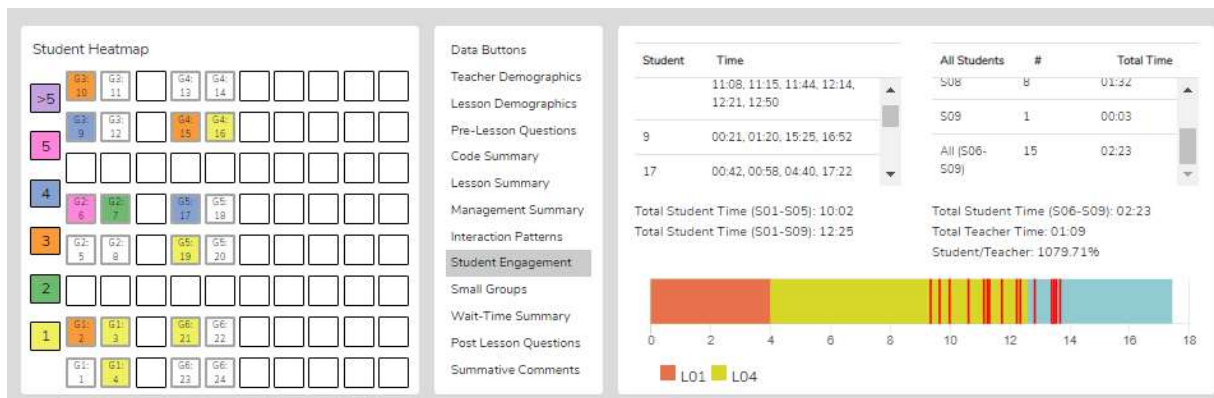 Student Heatmap
>5
5
4
3
2
1
G3: 10
G3: 11
G4: 13
G4: 14
G3: 9
G3: 12
G4: 15
G4: 16
G2: 6
G2: 7
G5: 17
G5: 18
G2: 5
G2: 8
G5: 19
G5: 20
G1: 2
G1: 3
G6: 21
G6: 22
G1: 1
G1: 4
G6: 23
G6: 24
Data Buttons
Teacher Demographics
Lesson Demographics
Pre-Lesson Questions
Code Summary
Lesson Summary
Management Summary
Interaction Patterns
Student Engagement
Small Groups
Wait-Time Summary
Post Lesson Questions
Summative Comments
Student Time
11:08, 11:15, 11:44, 12:14,
12:21, 12:50
9 00:21, 01:20, 15:25, 16:52
17 00:42, 00:58, 04:40, 17:22
Total Student Time (S01-S05): 10:02
Total Student Time (S01-S09): 12:25
All Students # Total Time
S08 8 01:32
S09 1 00:03
All (S06-
S09) 15 02:23
Total Student Time (S06-S09): 02:23
Total Teacher Time: 01:09
Student/Teacher: 1079.71%
0 2 4 6 8 10 12 14 16 18
L01 L04